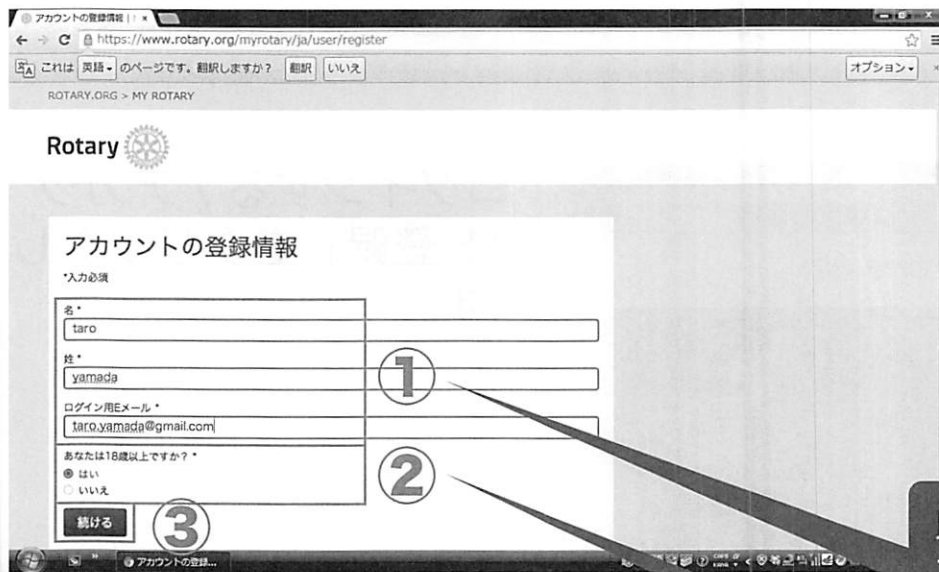 アカウントの登録情報 |
https://www.rotary.org/myrotary/ja/user/register
これは 英語 のページです。翻訳しますか? 翻訳 いいえ オプション
ROTARY.ORG > MY ROTARY
Rotary
アカウントの登録情報
*入力必須
名 *
taro
姓 *
yamada
①
ログイン用Eメール *
taro.yamada@gmail.com
あなたは18歳以上ですか? *
はい
②
いいえ
続ける
③
アカウントの登録...